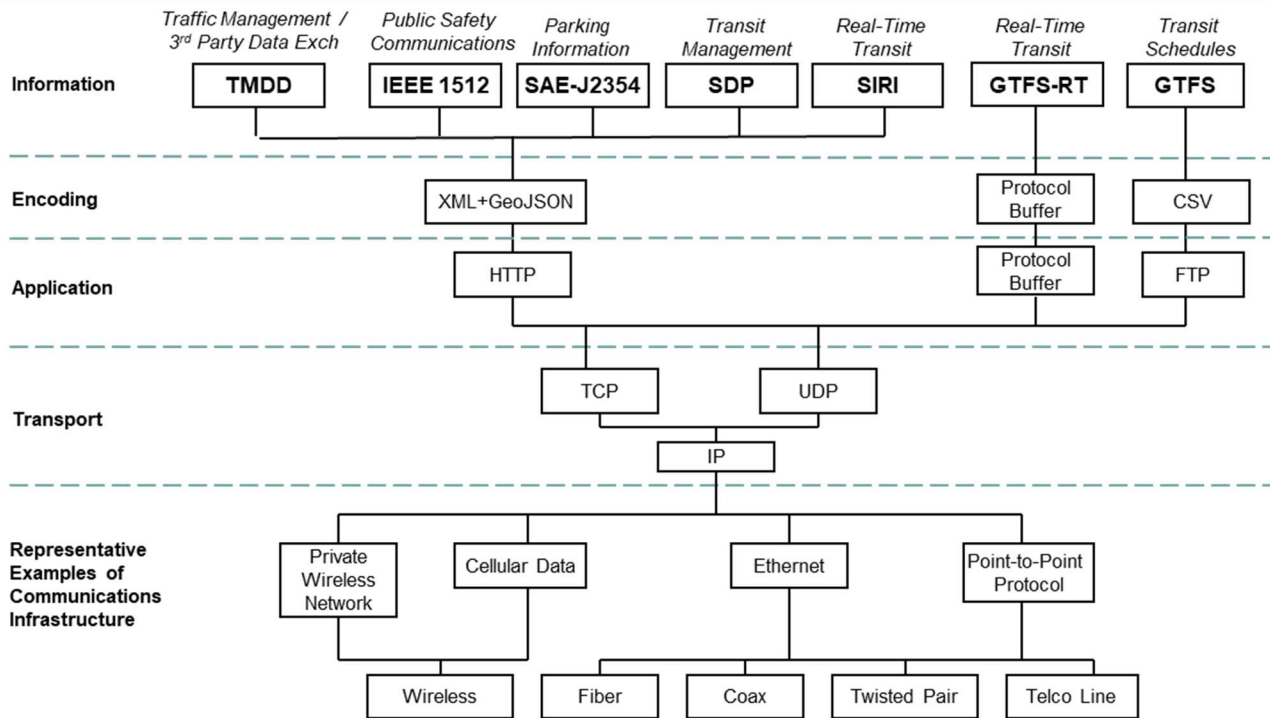 Traffic Management /
3rd Party Data Exch
Public Safety
Communications
Parking
Information
Transit
Management
Real-Time
Transit
Real-Time
Transit
Transit
Schedules
Information
TMDD
IEEE 1512
SAE-J2354
SDP
SIRI
GTFS-RT
GTFS
Encoding
XML+GeoJSON
Protocol
Buffer
CSV
Application
HTTP
Protocol
Buffer
FTP
Transport
TCP
UDP
IP
Representative
Examples of
Communications
Infrastructure
Private
Wireless
Network
Cellular Data
Ethernet
Point-to-Point
Protocol
Wireless
Fiber
Coax
Twisted Pair
Telco Line